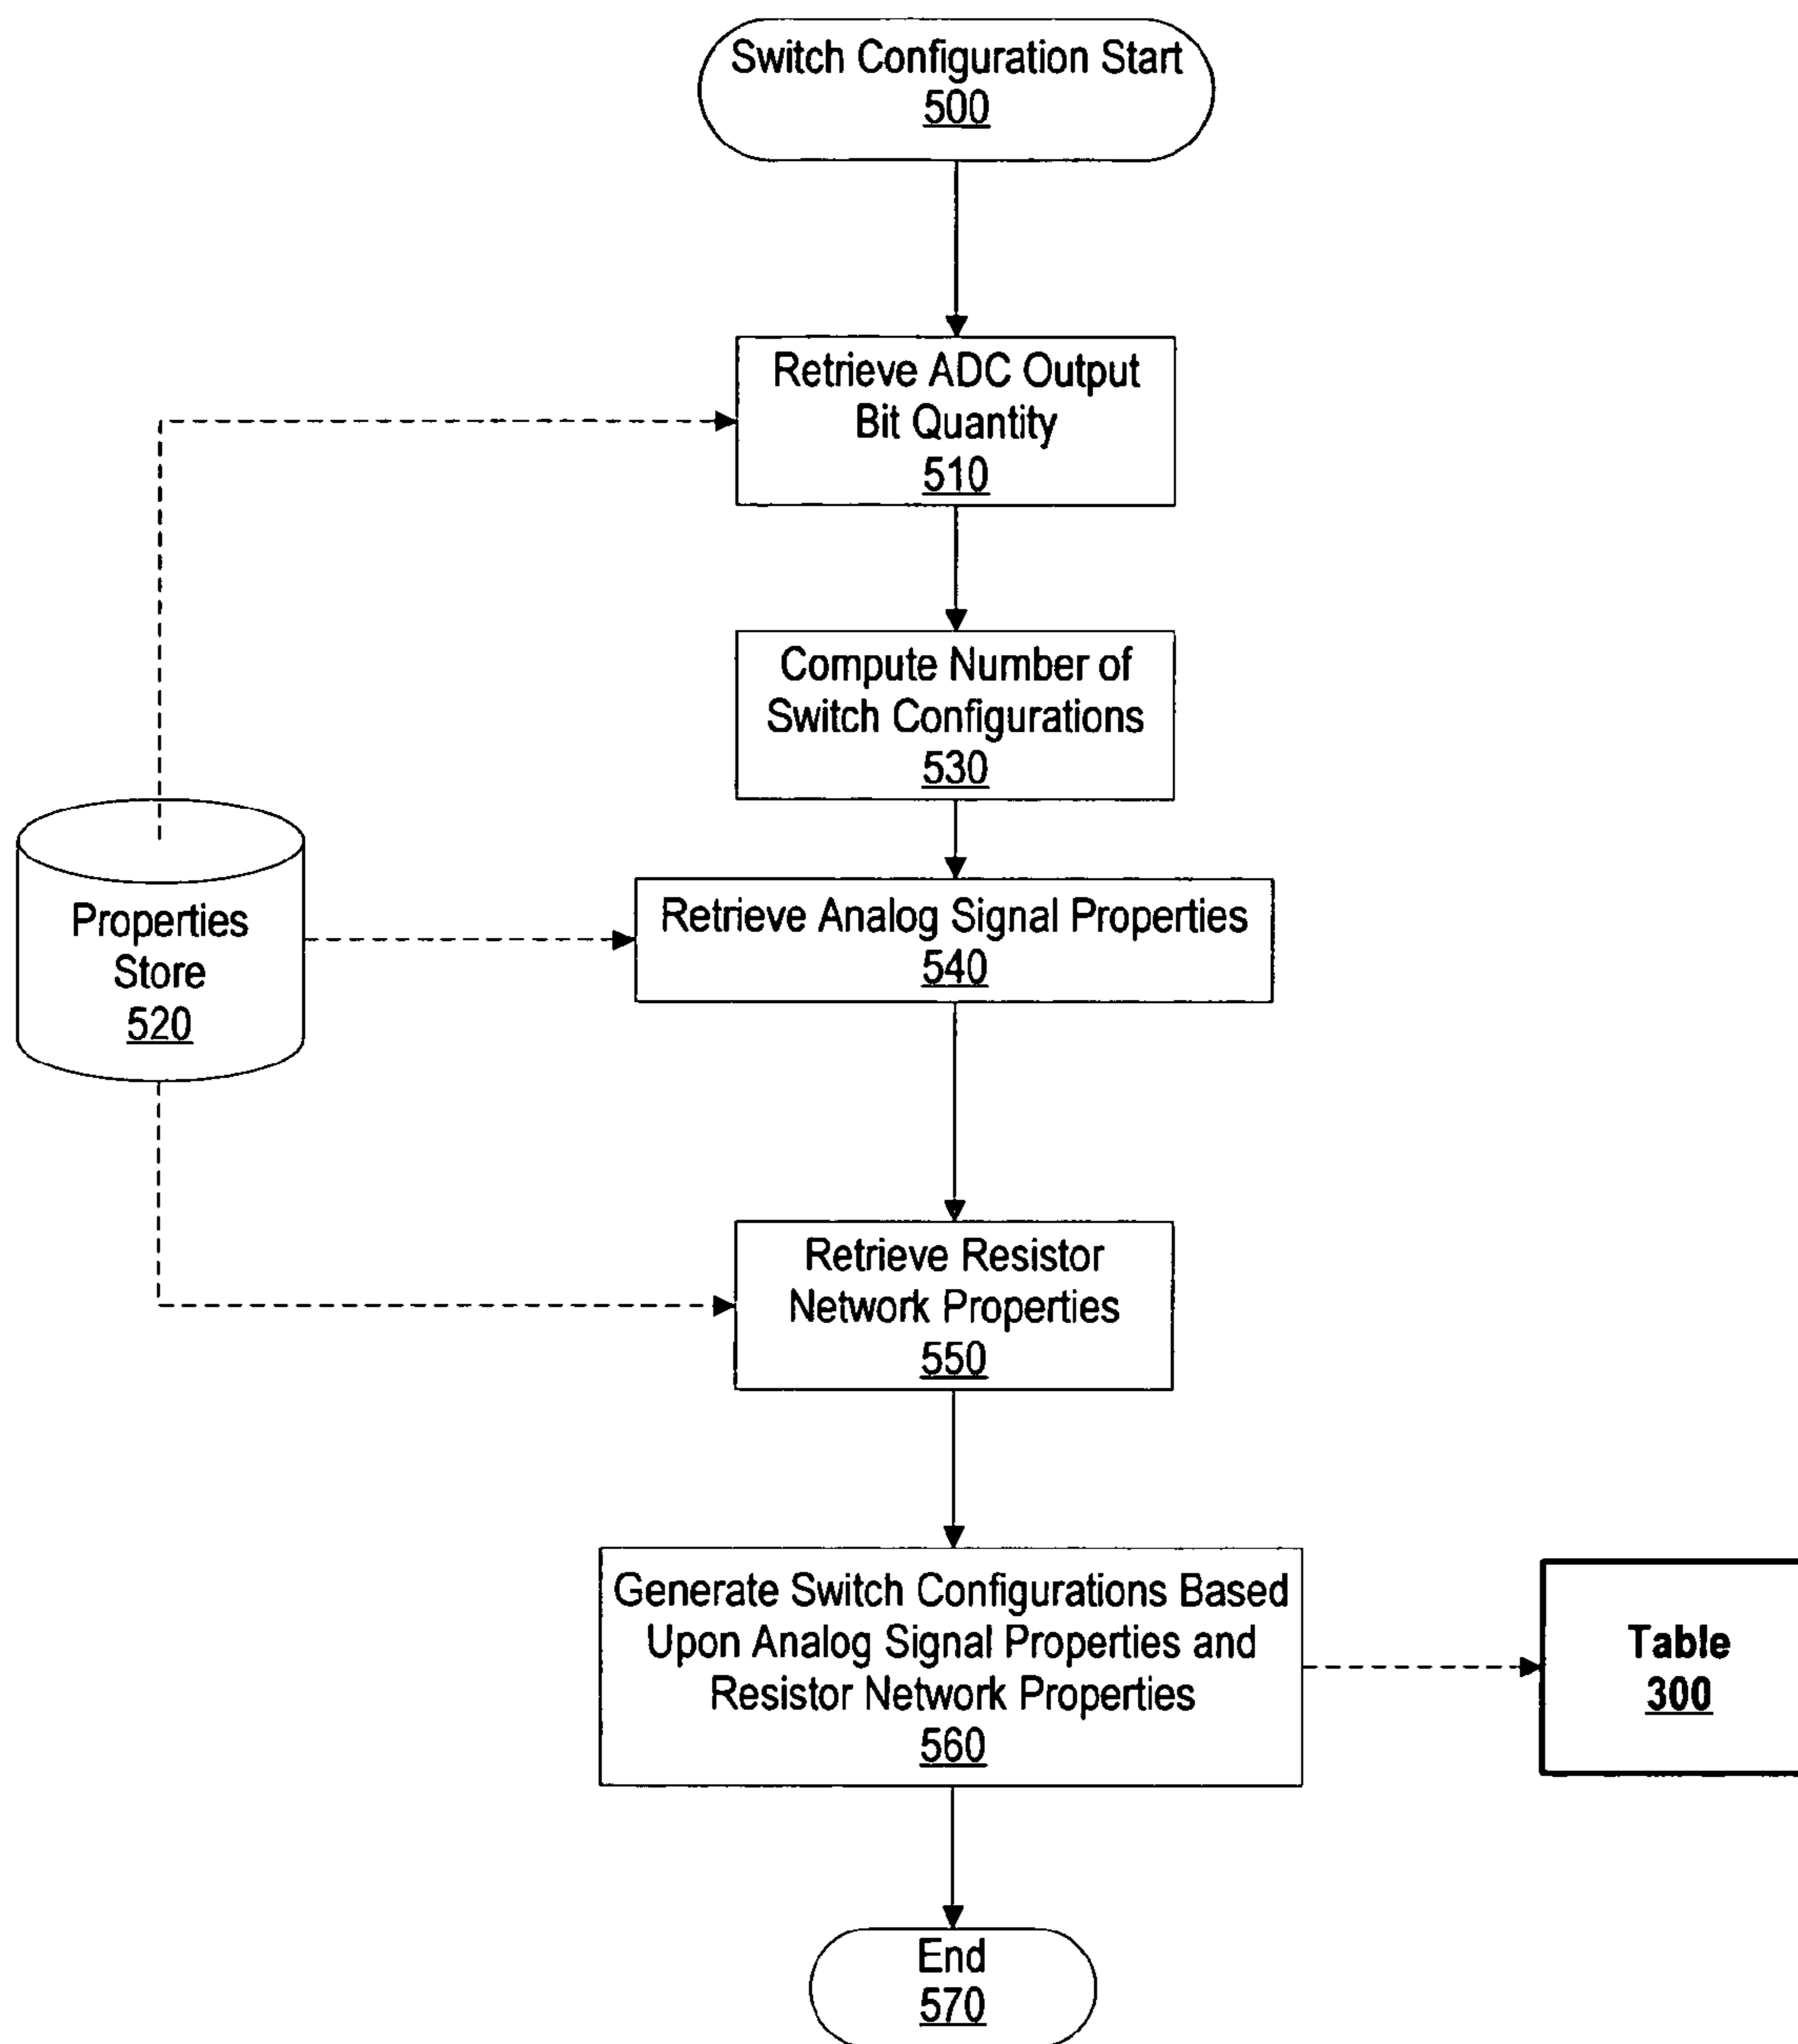 Switch Configuration Start
500
Retrieve ADC Output
Bit Quantity
510
Compute Number of
Switch Configurations
530
Properties
Store
520
Retrieve Analog Signal Properties
540
Retrieve Resistor
Network Properties
550
Generate Switch Configurations Based
Upon Analog Signal Properties and
Resistor Network Properties
560
Table
300
End
570